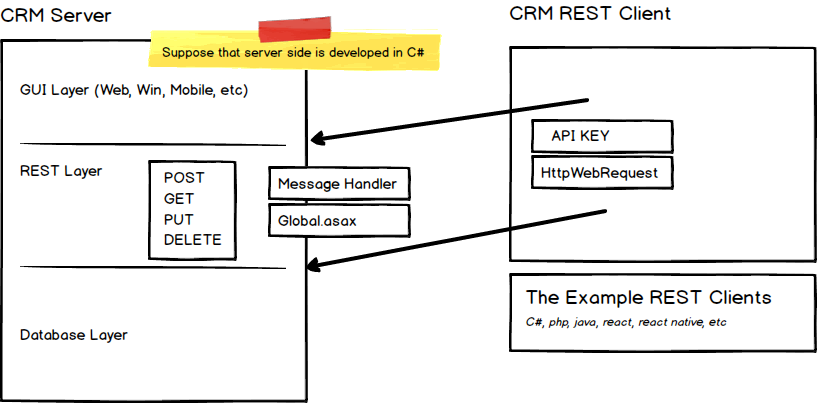 CRM Server
Suppose that server side is developed in C#
GUI Layer (Web, Win, Mobile, etc)
REST Layer
POST
GET
PUT
DELETE
Message Handler
Global.asax
Database Layer
CRM REST Client
API KEY
HttpWebRequest
The Example REST Clients
C#, php, java, react, react native, etc